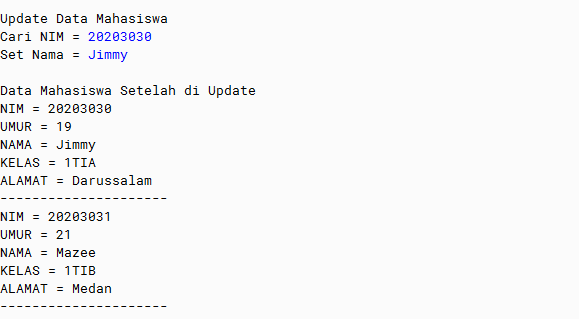 Update Data Mahasiswa
Cari NIM = 20203030
Set Nama = Jimmy
Data Mahasiswa Setelah di Update
NIM = 20203030
UMUR = 19
NAMA = Jimmy
KELAS = 1TIA
ALAMAT = Darussalam
---------------------
NIM = 20203031
UMUR = 21
NAMA = Mazee
KELAS = 1TIB
ALAMAT = Medan
---------------------